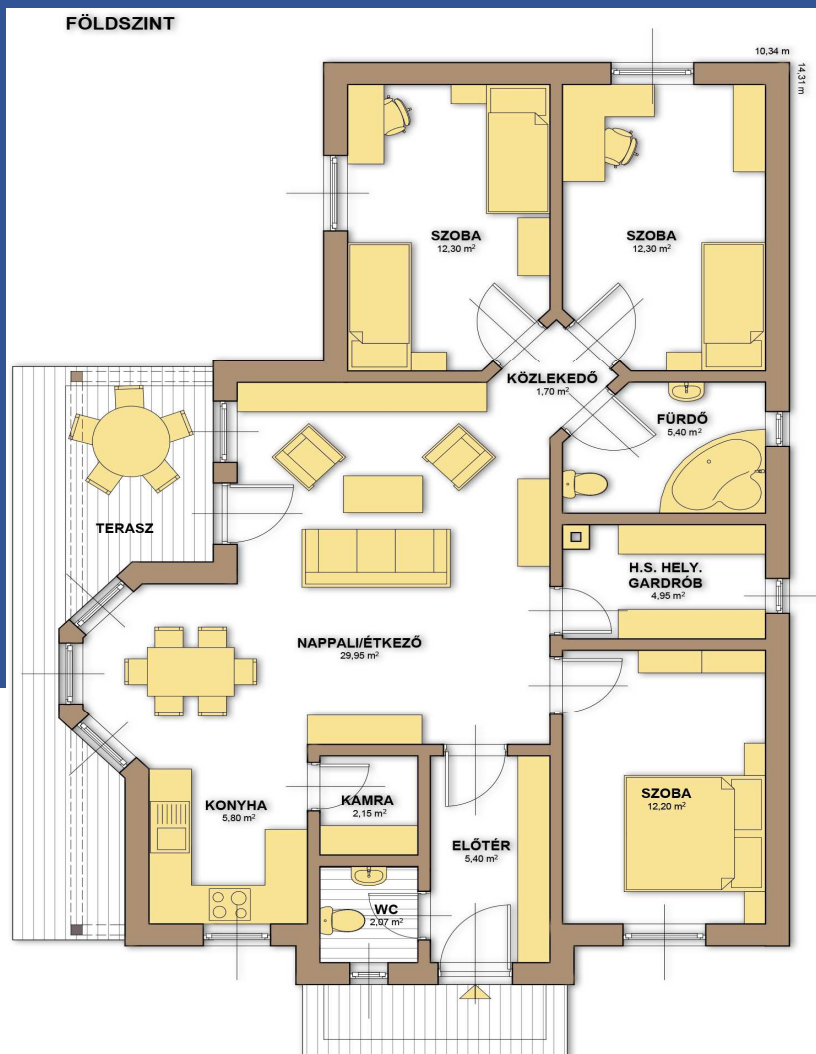 FÖLDSZINT
10,34 m
14,31 m
SZOBA
12,30 m²
SZOBA
12,30 m²
KÖZLEKEDŐ
1,70 m²
FÜRDŐ
5,40 m²
TERASZ
H.S. HELY.
GARDRÓB
4,95 m²
NAPPALI/ÉTKEZŐ
29,95 m²
KONYHA
5,80 m²
KAMRA
2,15 m²
SZOBA
12,20 m²
ELŐTÉR
5,40 m²
WC
2,07 m²